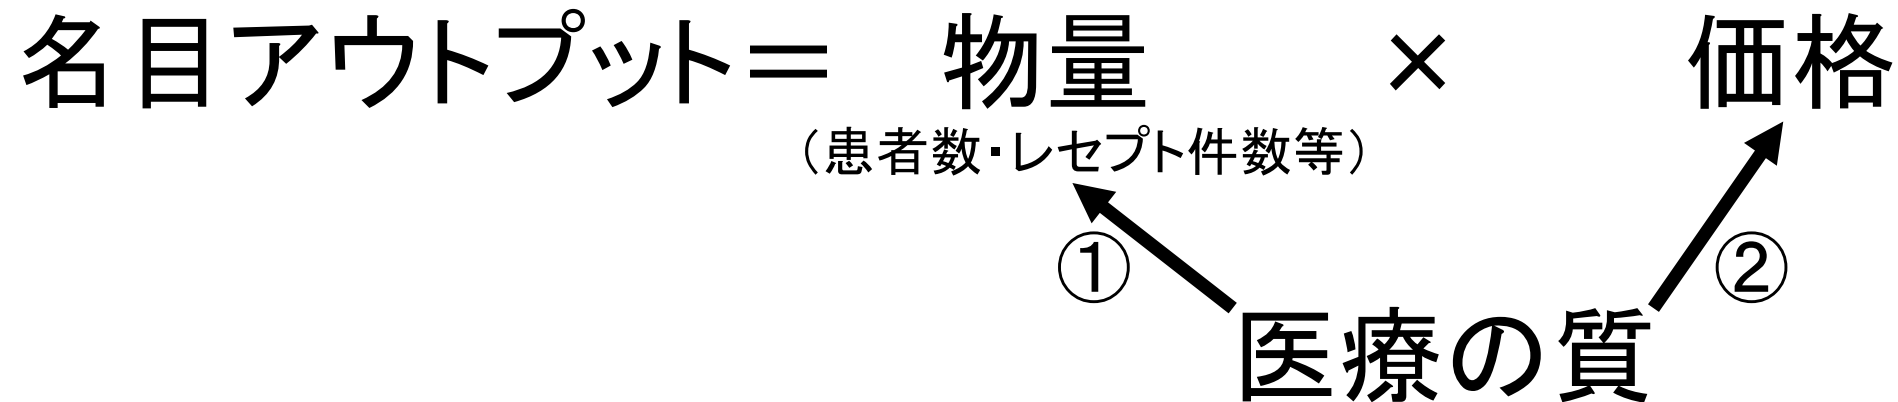 名目アウトプット＝ 物量 × 価格
（患者数・レセプト件数等）
① ②
医療の質